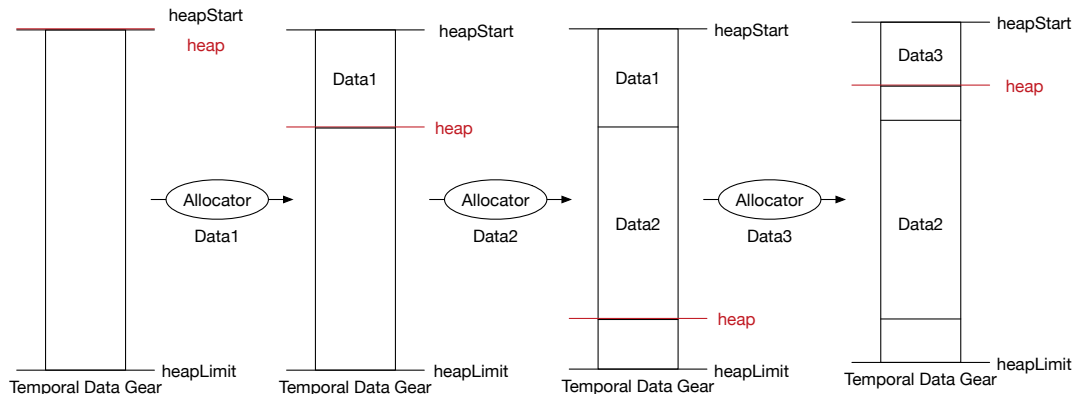 heapStart
heap
heapLimit
Temporal Data Gear
Allocator
Data1
heapStart
Data1
heap
heapLimit
Temporal Data Gear
Allocator
Data2
heapStart
Data1
Data2
heap
heapLimit
Temporal Data Gear
Allocator
Data3
heapStart
Data3
heap
Data2
heapLimit
Temporal Data Gear